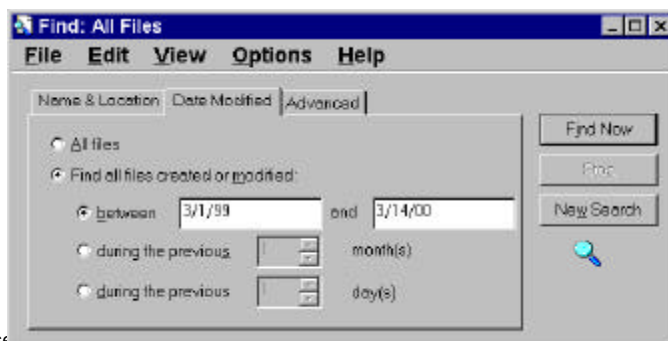 Find: All Files
File Edit View Options Help
Name & Location Date Modified Advanced
All files
Find all files created or modified:
between 3/1/99 and 3/14/00
during the previous 1 month(s)
during the previous 1 day(s)
Find Now
Stop
New Search